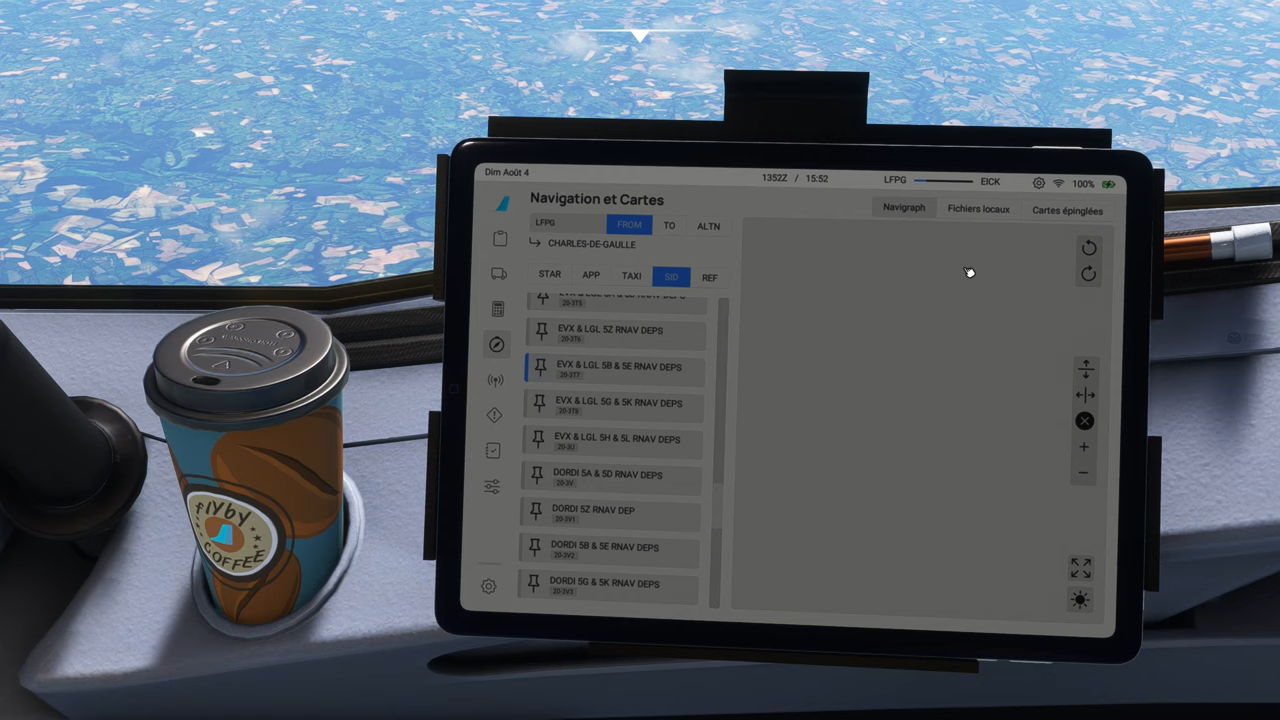 Dim Août 4
1352Z / 15:52
LFPG
EICK
100%
Navigation et Cartes
Navigraph
Fichiers locaux
Cartes épinglées
LFPG
FROM
TO
ALTN
CHARLES-DE-GAULLE
STAR
APP
TAXI
SID
REF
20-3T5
EVX & LGL 5Z RNAV DEPS
20-3T6
EVX & LGL 5B & 5E RNAV DEPS
20-3T7
EVX & LGL 5G & 5K RNAV DEPS
20-3T8
EVX & LGL 5H & 5L RNAV DEPS
20-3U
DORDI 5A & 5D RNAV DEPS
20-3V
DORDI 5Z RNAV DEP
20-3V1
DORDI 5B & 5E RNAV DEPS
20-3V2
DORDI 5G & 5K RNAV DEPS
20-3V3
flyby
COFFEE